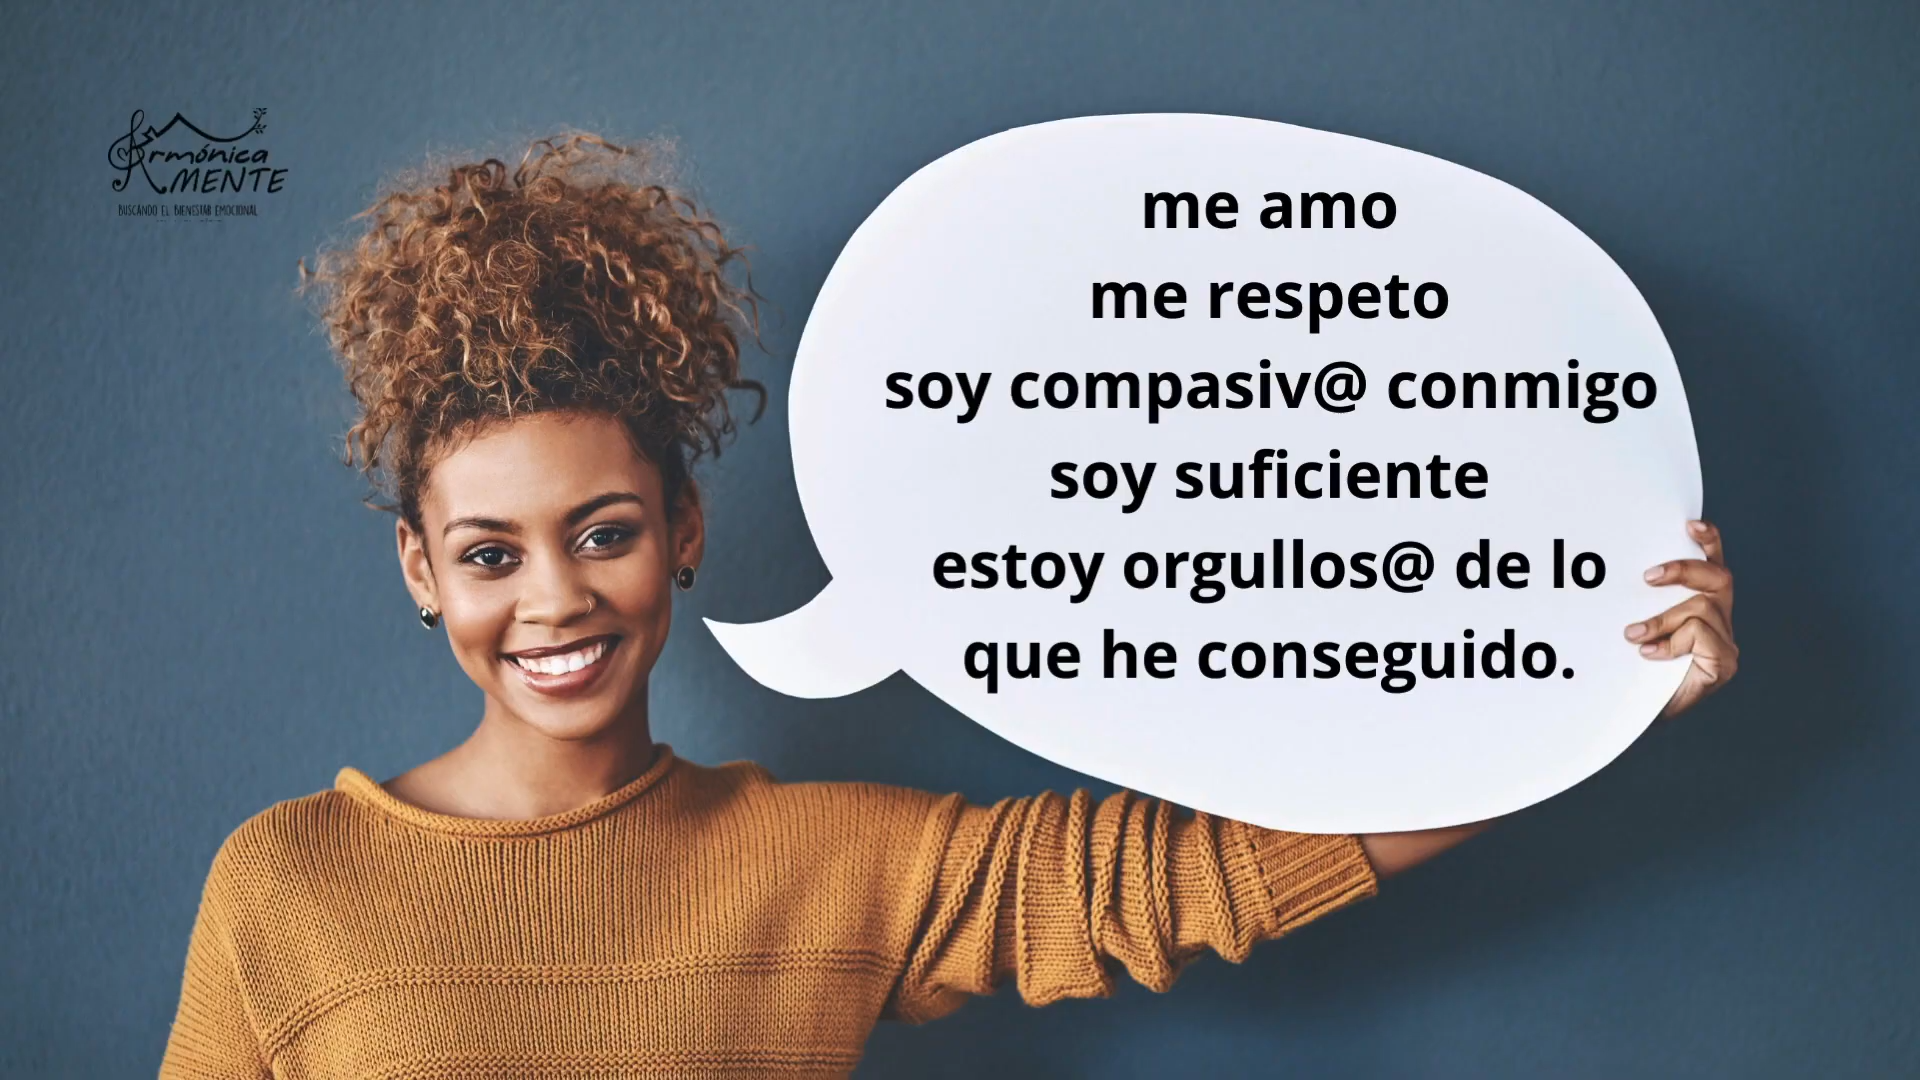 Armónica
MENTE
BUSCANDO EL BIENESTAR EMOCIONAL
me amo
me respeto
soy compasiv@ conmigo
soy suficiente
estoy orgullos@ de lo
que he conseguido.